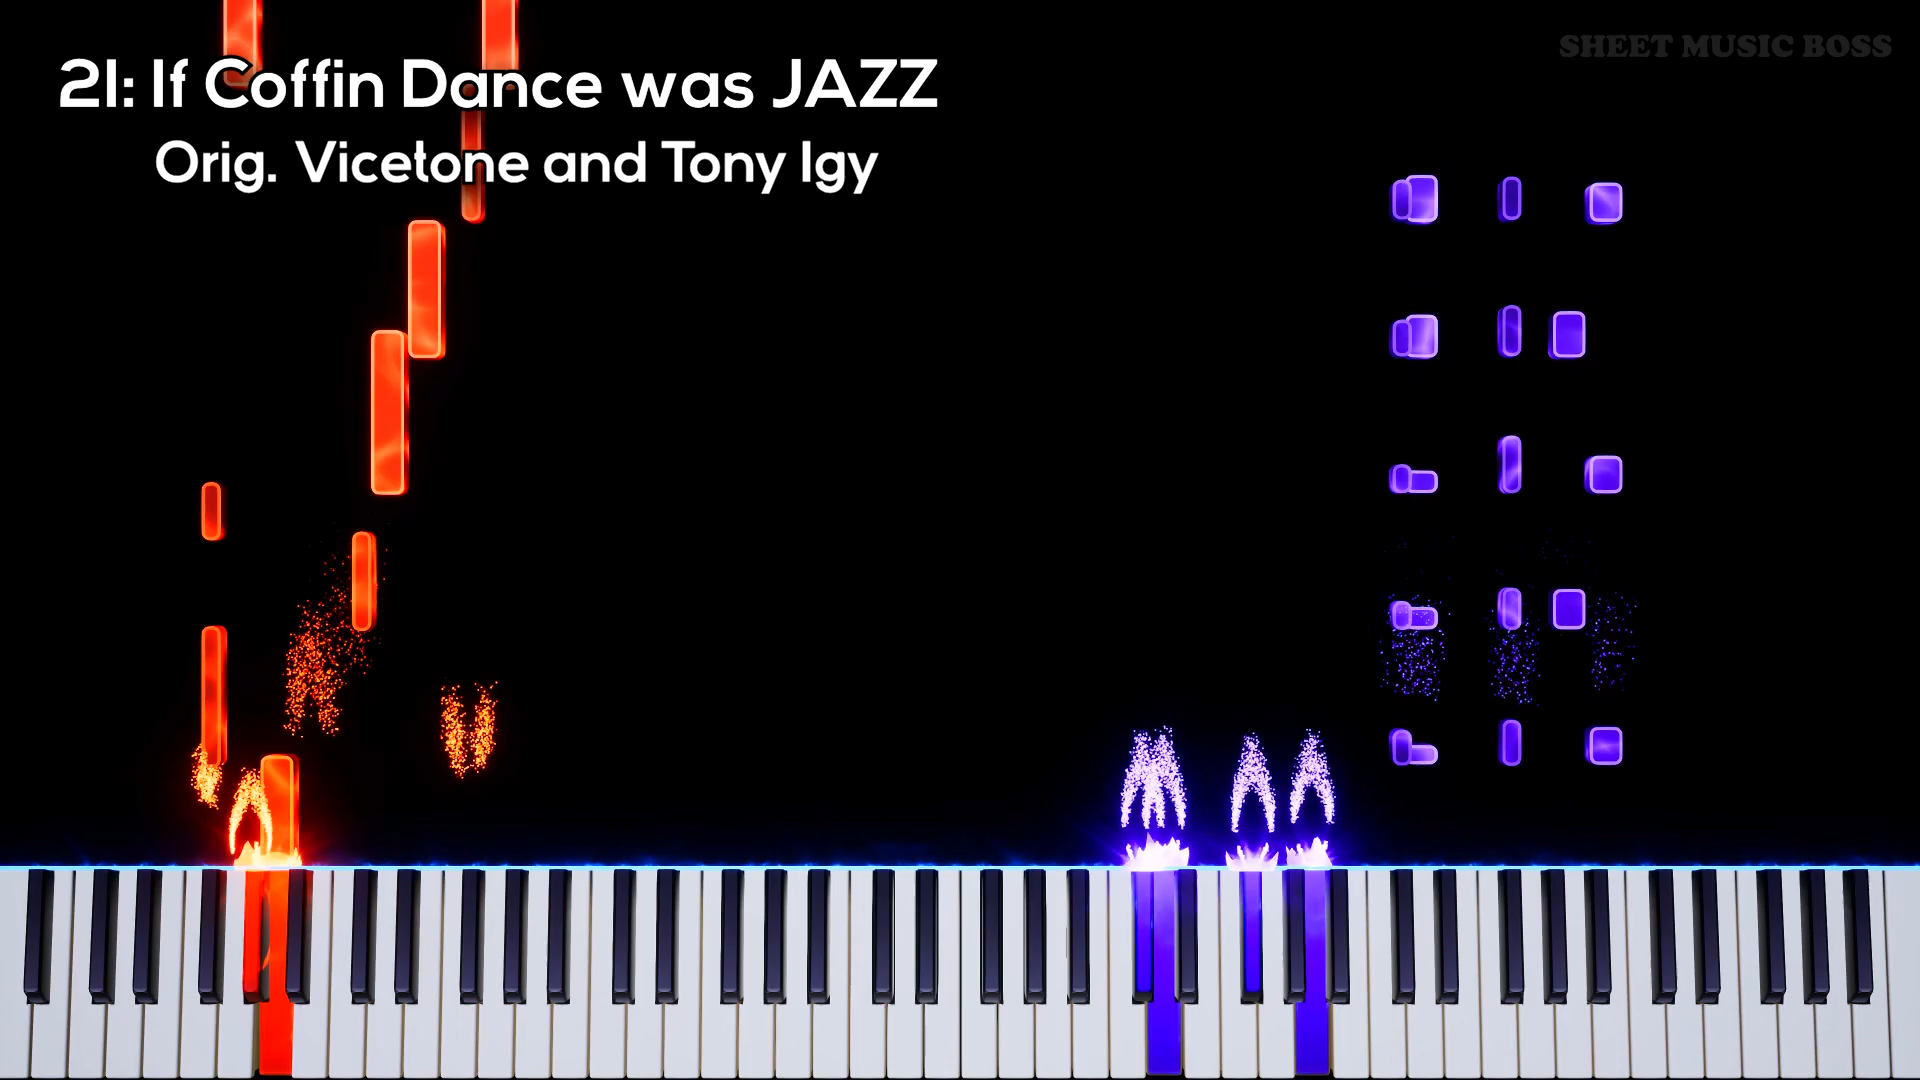 SHEET MUSIC BOSS
21: If Coffin Dance was JAZZ
Orig. Vicetone and Tony Igy